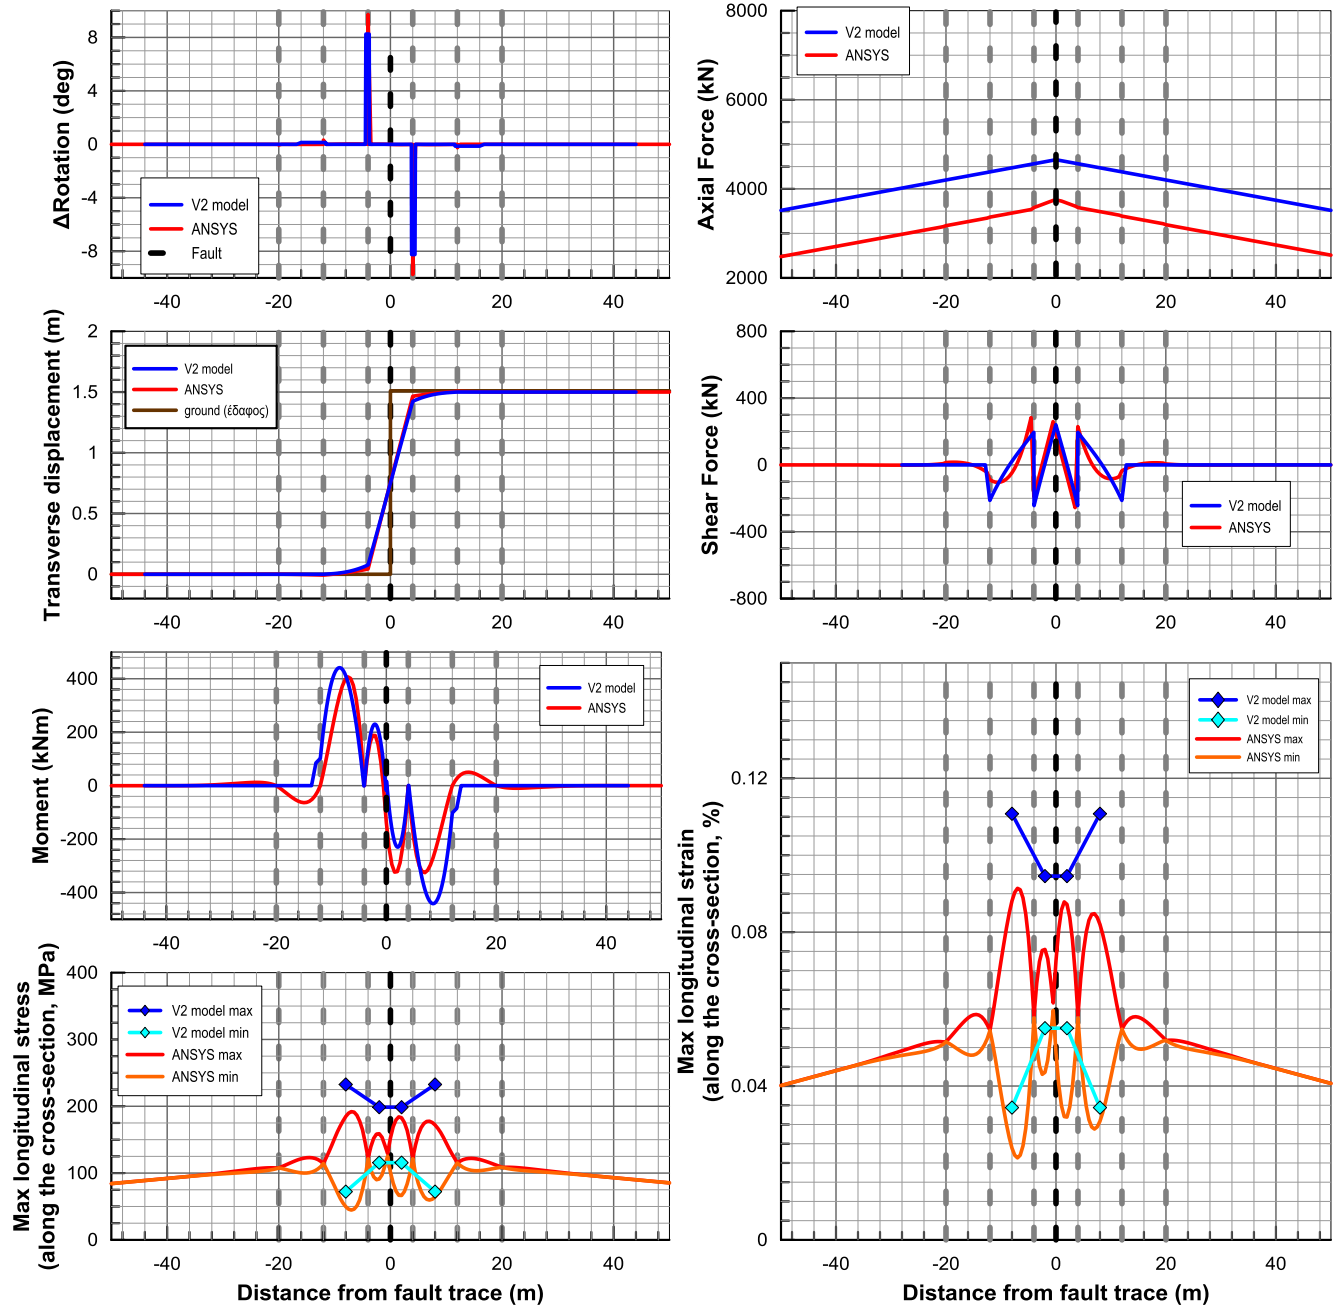 ΔRotation (deg)
8
4
0
-4
-8
V2 model
ANSYS
Fault
-40
-20
0
20
40
Axial Force (kN)
8000
6000
4000
2000
V2 model
ANSYS
-40
-20
0
20
40
Transverse displacement (m)
2
1.5
1
0.5
0
V2 model
ANSYS
ground (έδαφος)
-40
-20
0
20
40
Shear Force (kN)
800
400
0
-400
-800
V2 model
ANSYS
-40
-20
0
20
40
Moment (kNm)
400
200
0
-200
-400
V2 model
ANSYS
-40
-20
0
20
40
Max longitudinal stress
(along the cross-section, MPa)
400
300
200
100
0
V2 model max
V2 model min
ANSYS max
ANSYS min
-40
-20
0
20
40
Distance from fault trace (m)
Max longitudinal strain
(along the cross-section, %)
0.12
0.08
0.04
0
V2 model max
V2 model min
ANSYS max
ANSYS min
-40
-20
0
20
40
Distance from fault trace (m)